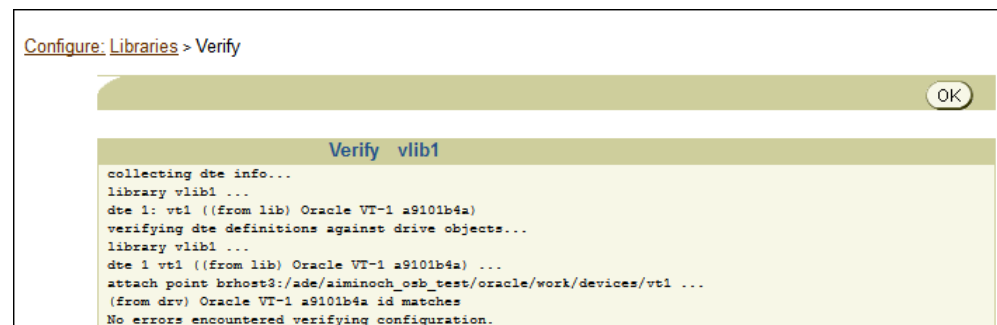 Configure: Libraries > Verify
OK
Verify vlib1
collecting dte info...
library vlib1 ...
dte 1: vt1 ((from lib) Oracle VT-1 a9101b4a)
verifying dte definitions against drive objects...
library vlib1 ...
dte 1 vt1 ((from lib) Oracle VT-1 a9101b4a) ...
attach point brhost3:/ade/aiminoch_osb_test/oracle/work/devices/vt1 ...
(from drv) Oracle VT-1 a9101b4a id matches
No errors encountered verifying configuration.